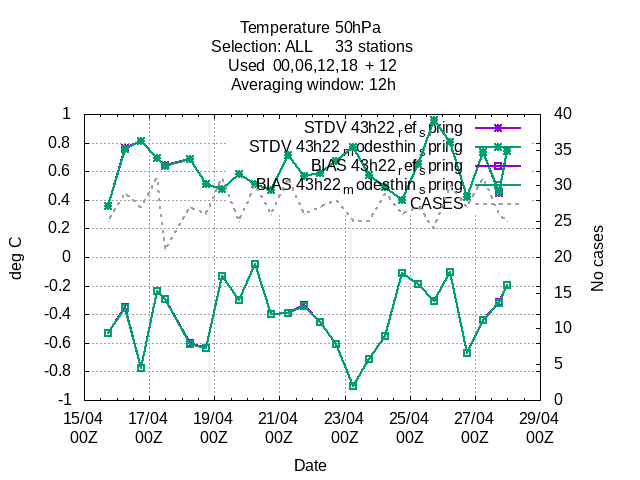 Temperature 50hPa
Selection: ALL 33 stations
Used 00,06,12,18 + 12
Averaging window: 12h
STDV 43h22_ref_spring
STDV 43h22_modesthin_spring
BIAS 43h22_ref_spring
BIAS 43h22_modesthin_spring
CASES
1
0.8
0.6
0.4
0.2
0
-0.2
-0.4
-0.6
-0.8
-1
deg C
40
35
30
25
20
15
10
5
0
No cases
15/04 17/04 19/04 21/04 23/04 25/04 27/04 29/04
00Z 00Z 00Z 00Z 00Z 00Z 00Z 00Z
Date